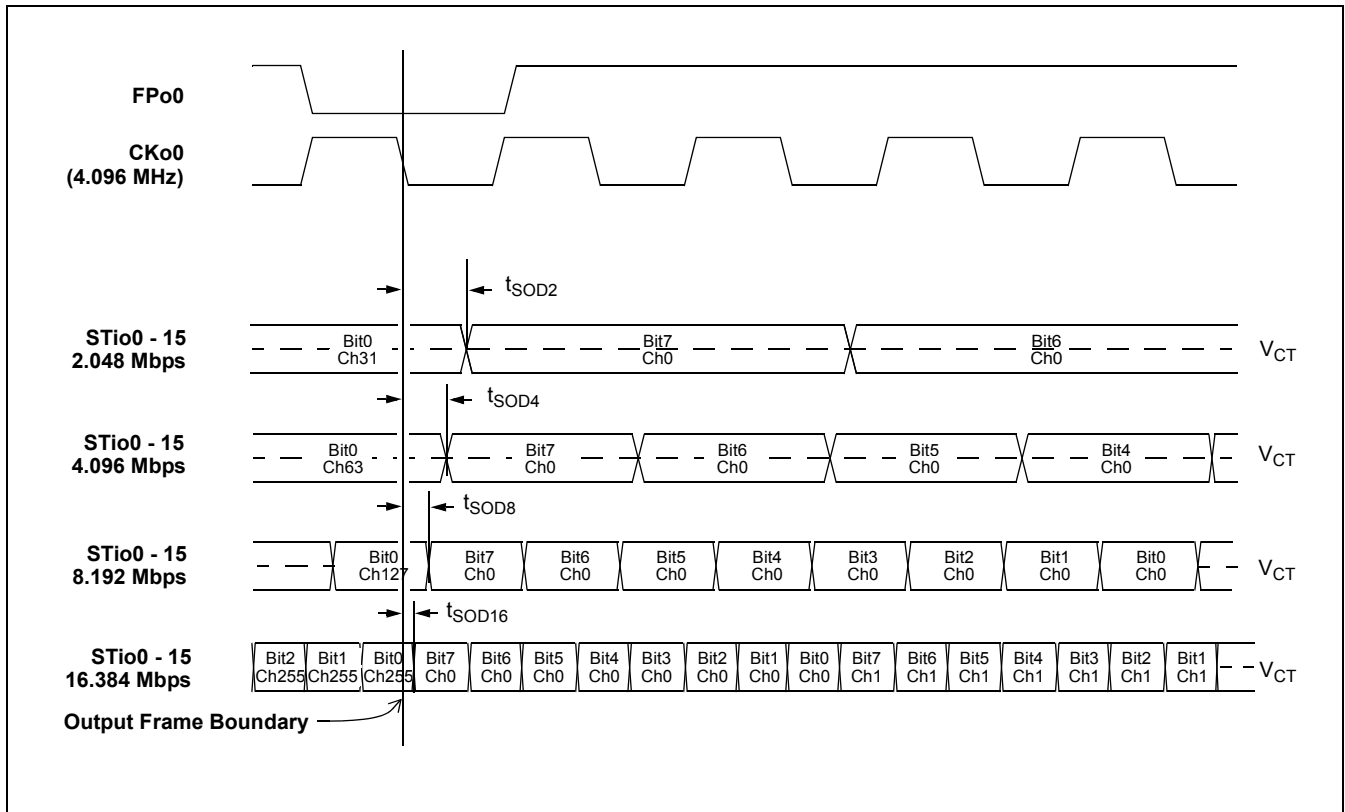 FPo0
CKo0
(4.096 MHz)
tSOD2
STio0 - 15
2.048 Mbps
Bit0
Ch31
Bit7
Ch0
Bit6
Ch0
VCT
tSOD4
STio0 - 15
4.096 Mbps
Bit0
Ch63
Bit7
Ch0
Bit6
Ch0
Bit5
Ch0
Bit4
Ch0
VCT
tSOD8
STio0 - 15
8.192 Mbps
Bit0
Ch127
Bit7
Ch0
Bit6
Ch0
Bit5
Ch0
Bit4
Ch0
Bit3
Ch0
Bit2
Ch0
Bit1
Ch0
Bit0
Ch0
VCT
tSOD16
STio0 - 15
16.384 Mbps
Bit2
Ch255
Bit1
Ch255
Bit0
Ch255
Bit7
Ch0
Bit6
Ch0
Bit5
Ch0
Bit4
Ch0
Bit3
Ch0
Bit2
Ch0
Bit1
Ch0
Bit0
Ch0
Bit7
Ch1
Bit6
Ch1
Bit5
Ch1
Bit4
Ch1
Bit3
Ch1
Bit2
Ch1
Bit1
Ch1
VCT
Output Frame Boundary